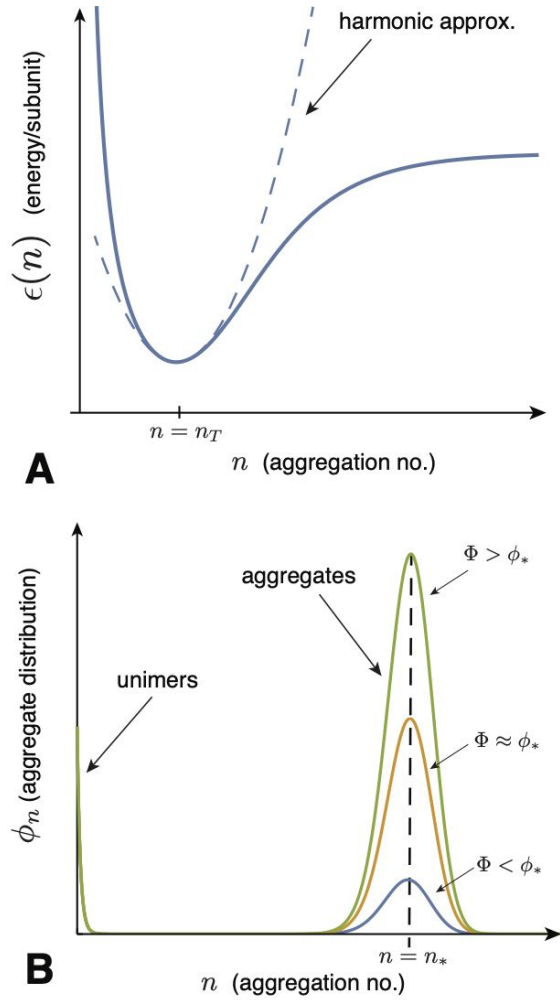 harmonic approx.
ϵ(n) (energy/subunit)
n = n_T
n (aggregation no.)
A
Φ > ϕ_*
aggregates
unimers
Φ ≈ ϕ_*
Φ < ϕ_*
ϕ_n (aggregate distribution)
n = n_*
n (aggregation no.)
B